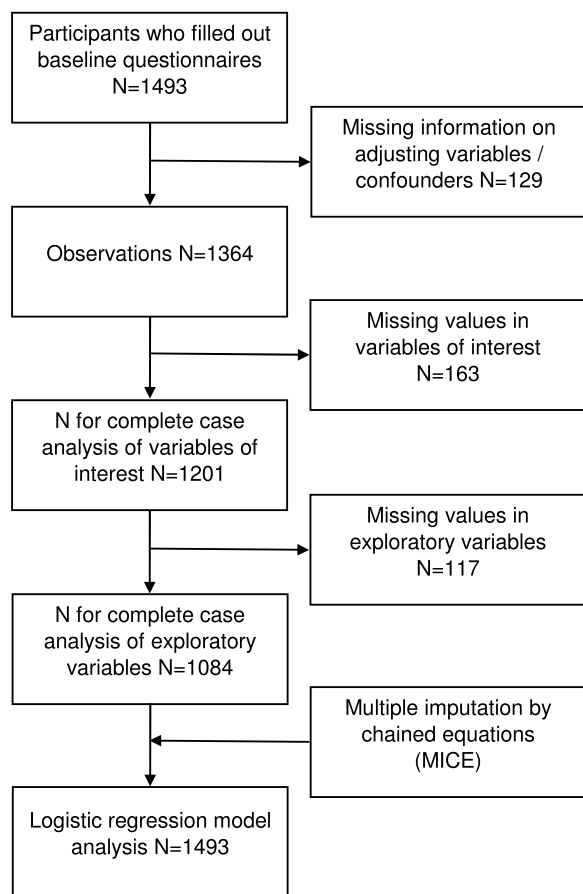 Participants who filled out
baseline questionnaires
N=1493
Missing information on
adjusting variables /
confounders N=129
Observations N=1364
Missing values in
variables of interest
N=163
N for complete case
analysis of variables of
interest N=1201
Missing values in
exploratory variables
N=117
N for complete case
analysis of exploratory
variables N=1084
Multiple imputation by
chained equations
(MICE)
Logistic regression model
analysis N=1493